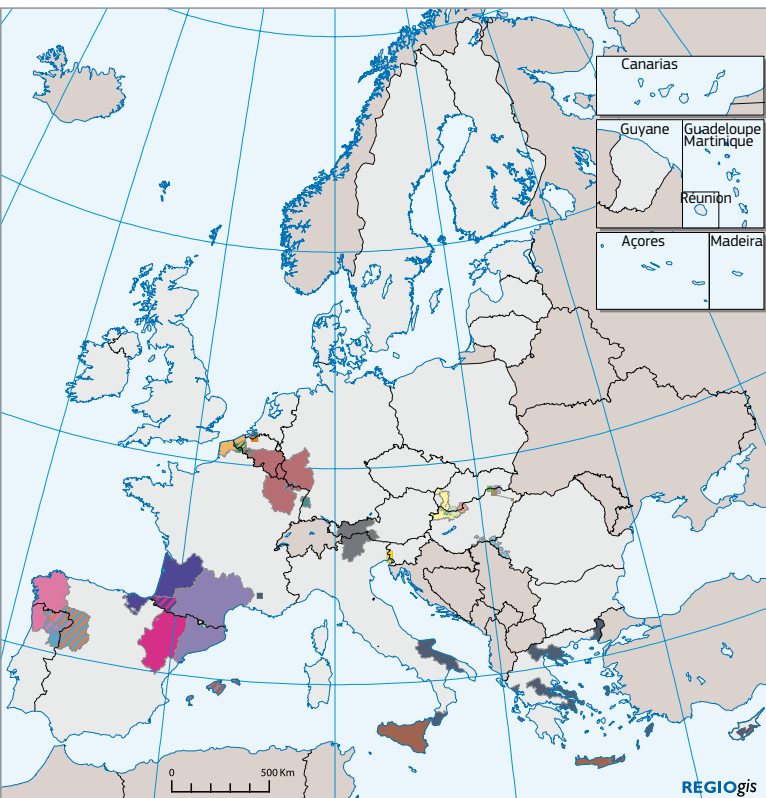 Canarias
Guyane
Guadeloupe
Martinique
Réunion
Açores
Madeira
0
500 Km
REGIOgis